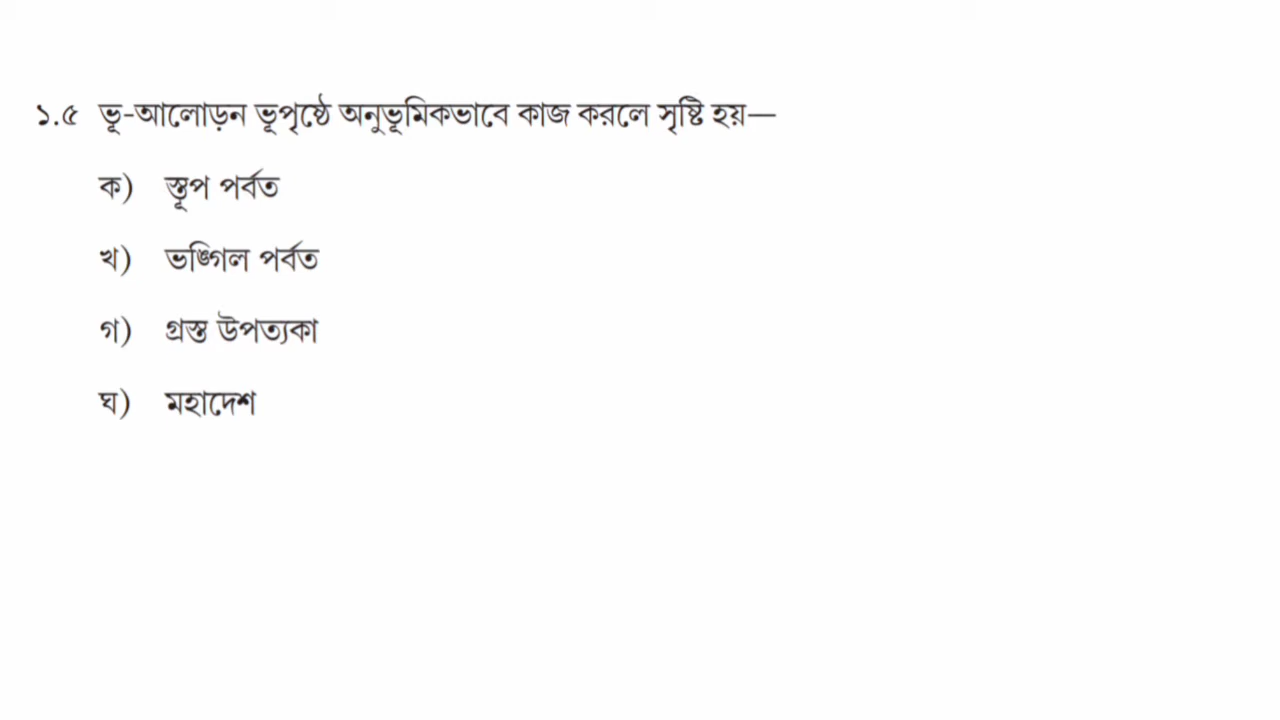 ১.৫ ভূ-আলোড়ন ভূপৃষ্ঠে অনুভূমিকভাবে কাজ করলে সৃষ্টি হয়—
ক) স্তূপ পর্বত
খ) ভঙ্গিল পর্বত
গ) গ্রস্ত উপত্যকা
ঘ) মহাদেশ